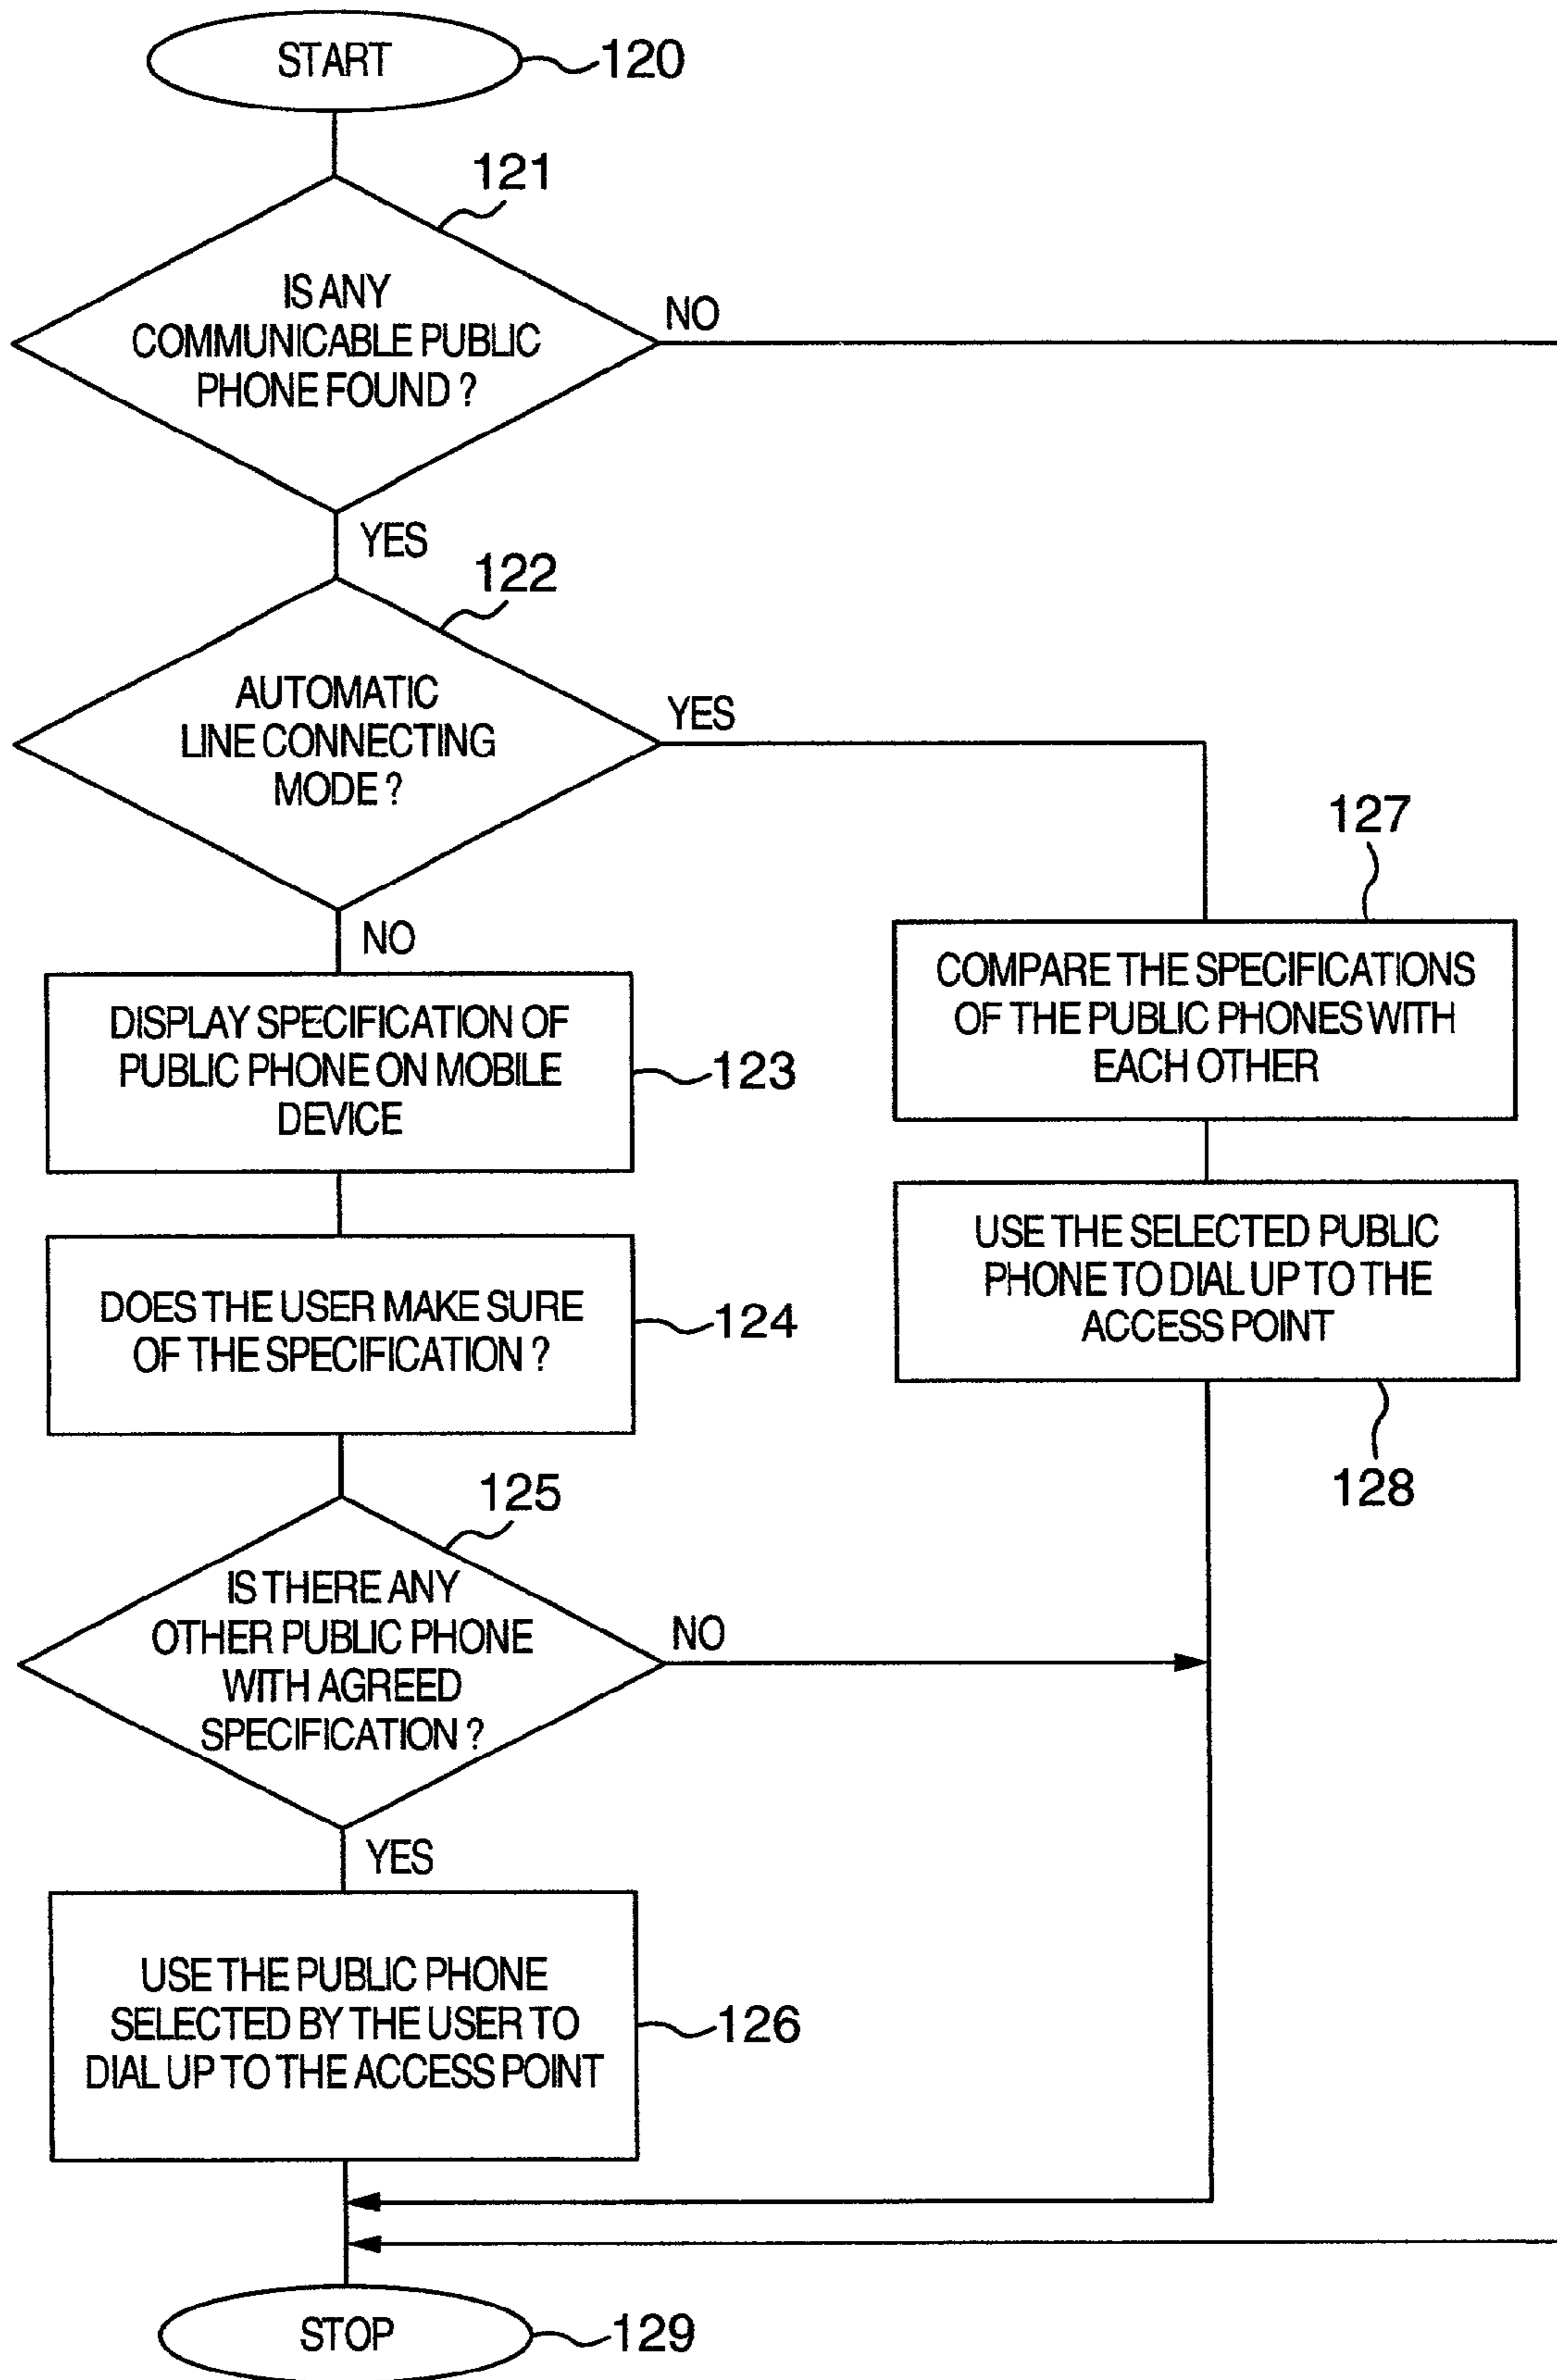 START
120
121
IS ANY
COMMUNICABLE PUBLIC
PHONE FOUND ?
NO
YES
122
AUTOMATIC
LINE CONNECTING
MODE ?
YES
NO
127
COMPARE THE SPECIFICATIONS
OF THE PUBLIC PHONES WITH
EACH OTHER
DISPLAY SPECIFICATION OF
PUBLIC PHONE ON MOBILE
DEVICE
123
USE THE SELECTED PUBLIC
PHONE TO DIAL UP TO THE
ACCESS POINT
128
DOES THE USER MAKE SURE
OF THE SPECIFICATION ?
124
125
IS THERE ANY
OTHER PUBLIC PHONE
WITH AGREED
SPECIFICATION ?
NO
YES
USE THE PUBLIC PHONE
SELECTED BY THE USER TO
DIAL UP TO THE ACCESS POINT
126
STOP
129